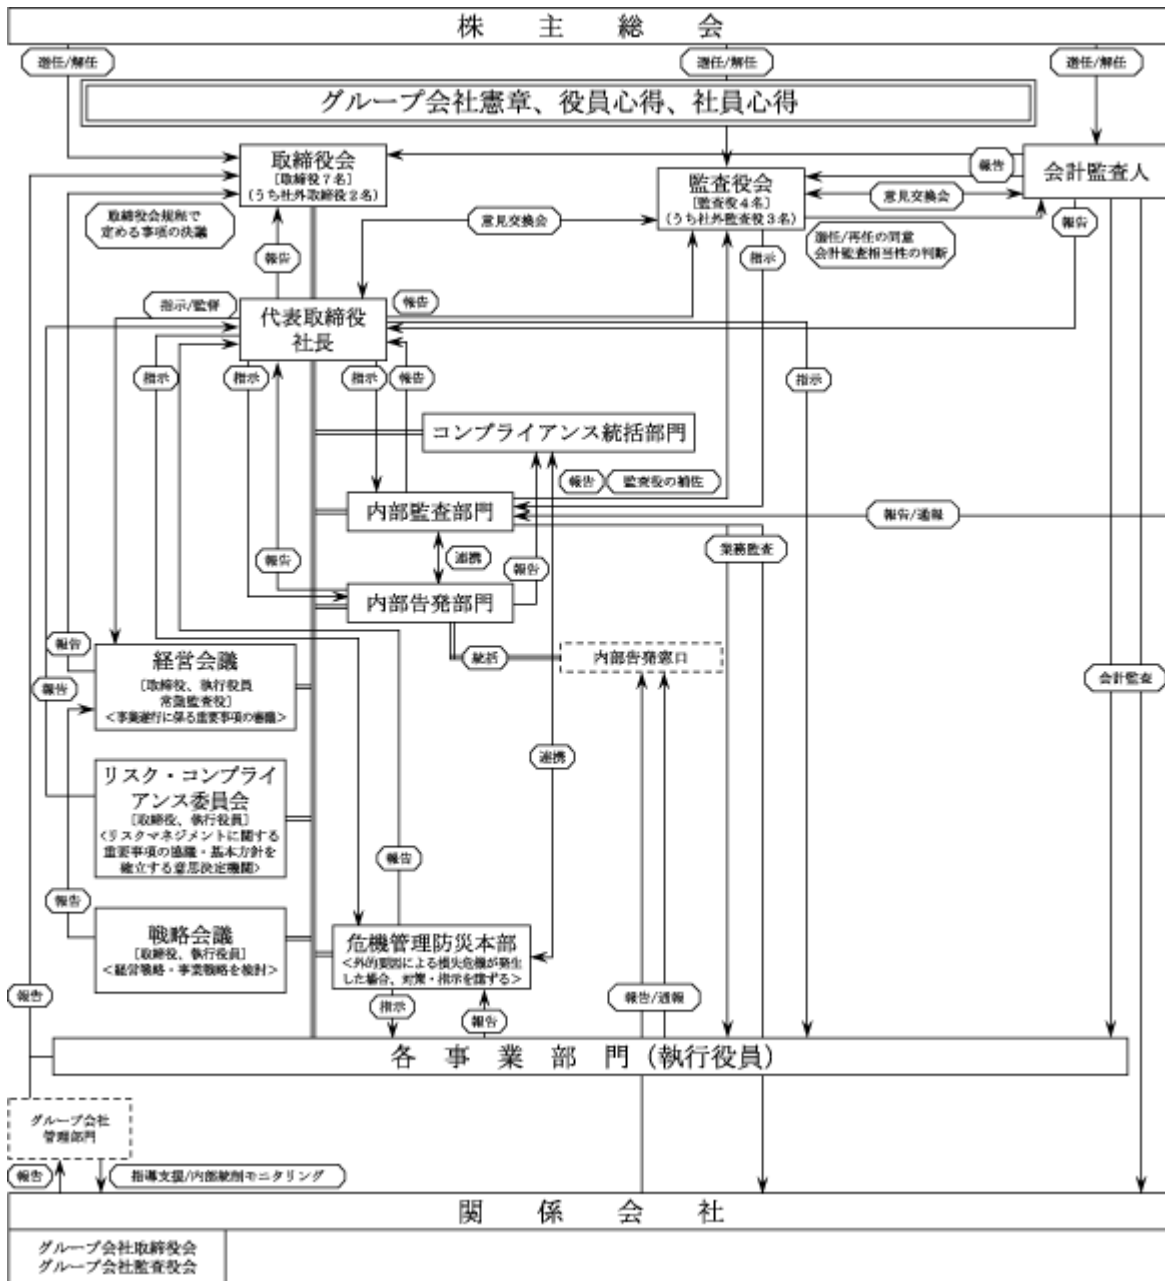 株主総会
選任/解任
選任/解任
選任/解任
グループ会社憲章、役員心得、社員心得
取締役会
[取締役7名]
(うち社外取締役2名)
監査役会
[監査役4名]
(うち社外監査役3名)
会計監査人
報告
意見交換会
意見交換会
取締役会規程で
定める事項の決議
選任/再任の同意
会計監査相当性の判断
報告
報告
指示
指示/監督
代表取締役
社長
報告
指示
指示
指示
報告
指示
コンプライアンス統括部門
報告
監査役の補佐
内部監査部門
報告/通報
業務監査
報告
連携
報告
内部告発部門
統括
内部告発窓口
報告
経営会議
[取締役、執行役員
常勤監査役]
<事業遂行に係る重要事項の審議>
報告
会計監査
連携
リスク・コンプライ
アンス委員会
[取締役、執行役員]
<リスクマネジメントに関する
重要事項の協議・基本方針を
確立する意思決定機関>
報告
報告
戦略会議
[取締役、執行役員]
<経営戦略・事業戦略を検討>
危機管理防災本部
<外的要因による損失危機が発生
した場合、対策・指示を講ずる>
報告
指示
報告
報告/通報
各事業部門(執行役員)
グループ会社
管理部門
報告
指導支援/内部統制モニタリング
関係会社
グループ会社取締役会
グループ会社監査役会